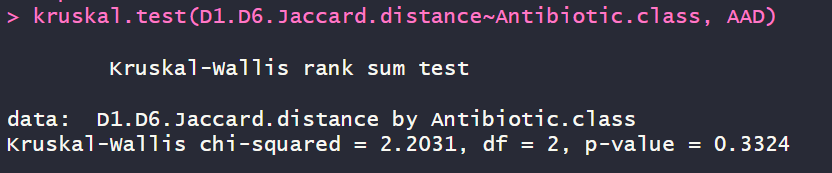 > kruskal.test(D1.D6.Jaccard.distance~Antibiotic.class, AAD)
Kruskal-Wallis rank sum test
data:  D1.D6.Jaccard.distance by Antibiotic.class
Kruskal-Wallis chi-squared = 2.2031, df = 2, p-value = 0.3324